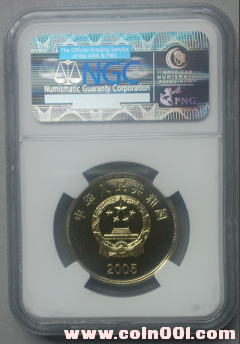 The Official Grading Service
of the ANA & PNG
NGC
Numismatic Guaranty Corporation
AMERICAN
NUMISMATIC
ASSOCIATION
PNG
中华人民共和国
2005
www.coin001.com